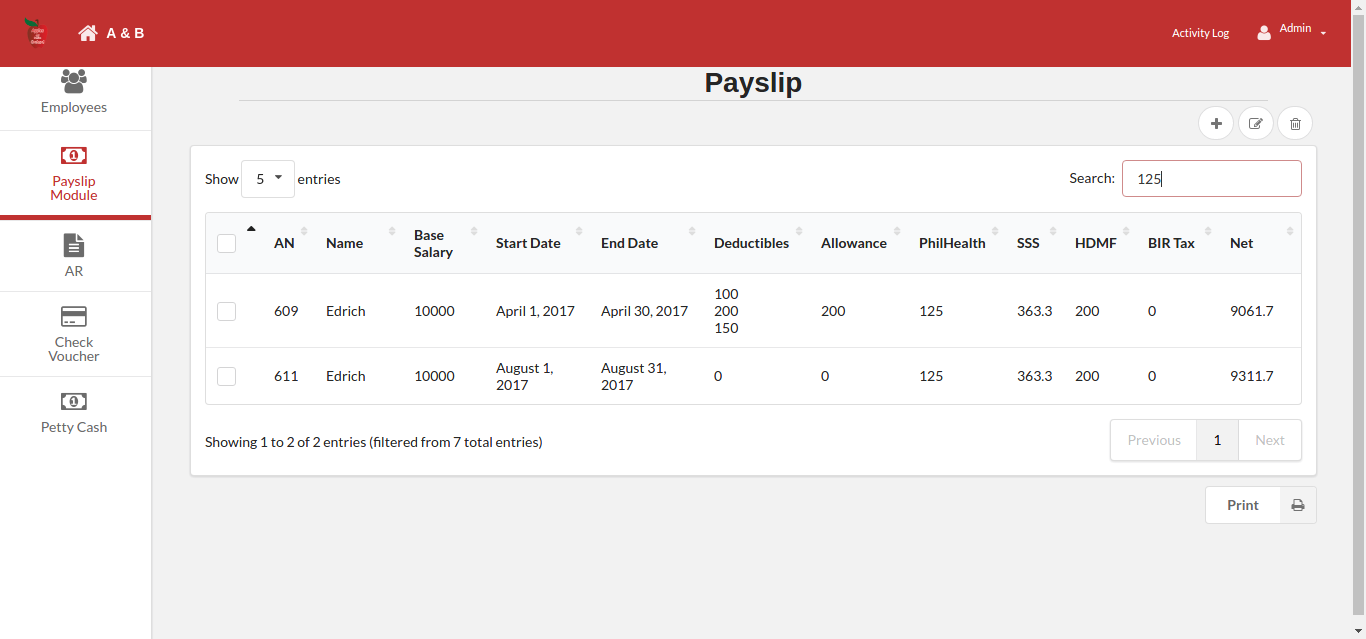 A & B
Activity Log
Admin
Employees
Payslip
Module
AR
Check
Voucher
Petty Cash
Payslip
Show 5 entries
Search: 125
AN Name Base Salary Start Date End Date Deductibles Allowance PhilHealth SSS HDMF BIR Tax Net
609 Edrich 10000 April 1, 2017 April 30, 2017 100 200 150 200 125 363.3 200 0 9061.7
611 Edrich 10000 August 1, 2017 August 31, 2017 0 0 125 363.3 200 0 9311.7
Showing 1 to 2 of 2 entries (filtered from 7 total entries)
Previous 1 Next
Print